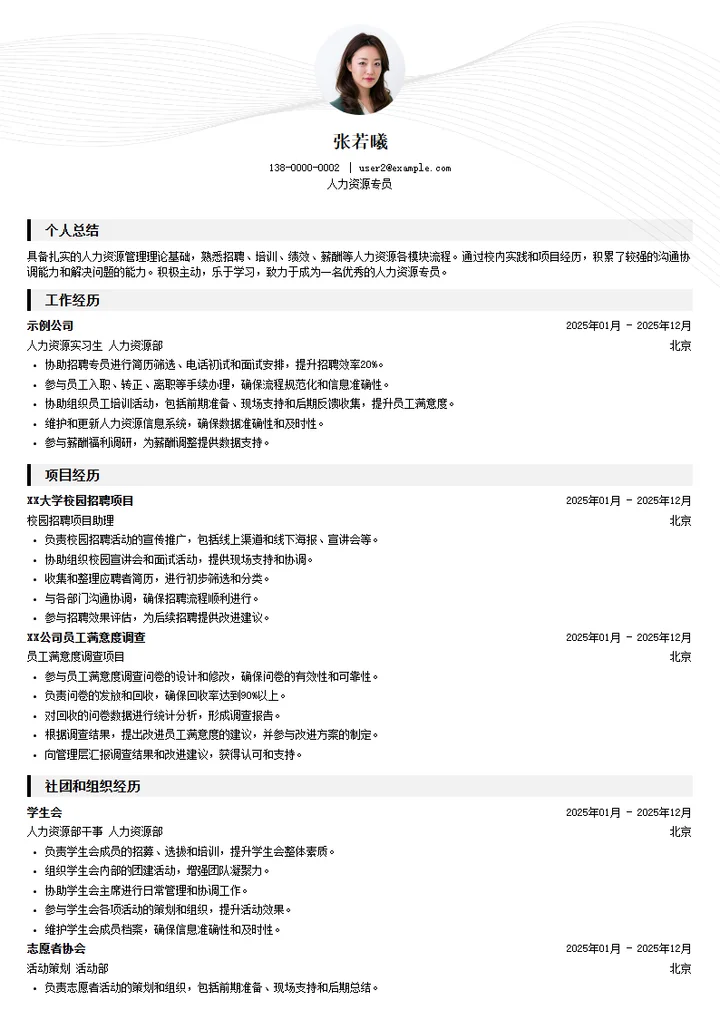 张若曦
138-0000-0002 | user2@example.com
人力资源专员
个人总结
具备扎实的人力资源管理理论基础，熟悉招聘、培训、绩效、薪酬等人力资源各模块流程。通过校内实践和项目经历，积累了较强的沟通协
调能力和解决问题的能力。积极主动，乐于学习，致力于成为一名优秀的人力资源专员。
工作经历
示例公司 2025年01月 - 2025年12月
人力资源实习生 人力资源部 北京
• 协助招聘专员进行简历筛选、电话初试和面试安排，提升招聘效率20%。
• 参与员工入职、转正、离职等手续办理，确保流程规范化和信息准确性。
• 协助组织员工培训活动，包括前期准备、现场支持和后期反馈收集，提升员工满意度。
• 维护和更新人力资源信息系统，确保数据准确性和及时性。
• 参与薪酬福利调研，为薪酬调整提供数据支持。
项目经历
XX大学校园招聘项目 2025年01月 - 2025年12月
校园招聘项目助理 北京
• 负责校园招聘活动的宣传推广，包括线上渠道和线下海报、宣讲会等。
• 协助组织校园宣讲会和面试活动，提供现场支持和协调。
• 收集和整理应聘者简历，进行初步筛选和分类。
• 与各部门沟通协调，确保招聘流程顺利进行。
• 参与招聘效果评估，为后续招聘提供改进建议。
XX公司员工满意度调查 2025年01月 - 2025年12月
员工满意度调查项目 北京
• 参与员工满意度调查问卷的设计和修改，确保问卷的有效性和可靠性。
• 负责问卷的发放和回收，确保回收率达到90%以上。
• 对回收的问卷数据进行统计分析，形成调查报告。
• 根据调查结果，提出改进员工满意度的建议，并参与改进方案的制定。
• 向管理层汇报调查结果和改进建议，获得认可和支持。
社团和组织经历
学生会 2025年01月 - 2025年12月
人力资源部干事 人力资源部 北京
• 负责学生会成员的招募、选拔和培训，提升学生会整体素质。
• 组织学生会内部的团建活动，增强团队凝聚力。
• 协助学生会主席进行日常管理和协调工作。
• 参与学生会各项活动的策划和组织，提升活动效果。
• 维护学生会成员档案，确保信息准确性和及时性。
志愿者协会 2025年01月 - 2025年12月
活动策划 活动部 北京
• 负责志愿者活动的策划和组织，包括前期准备、现场支持和后期总结。